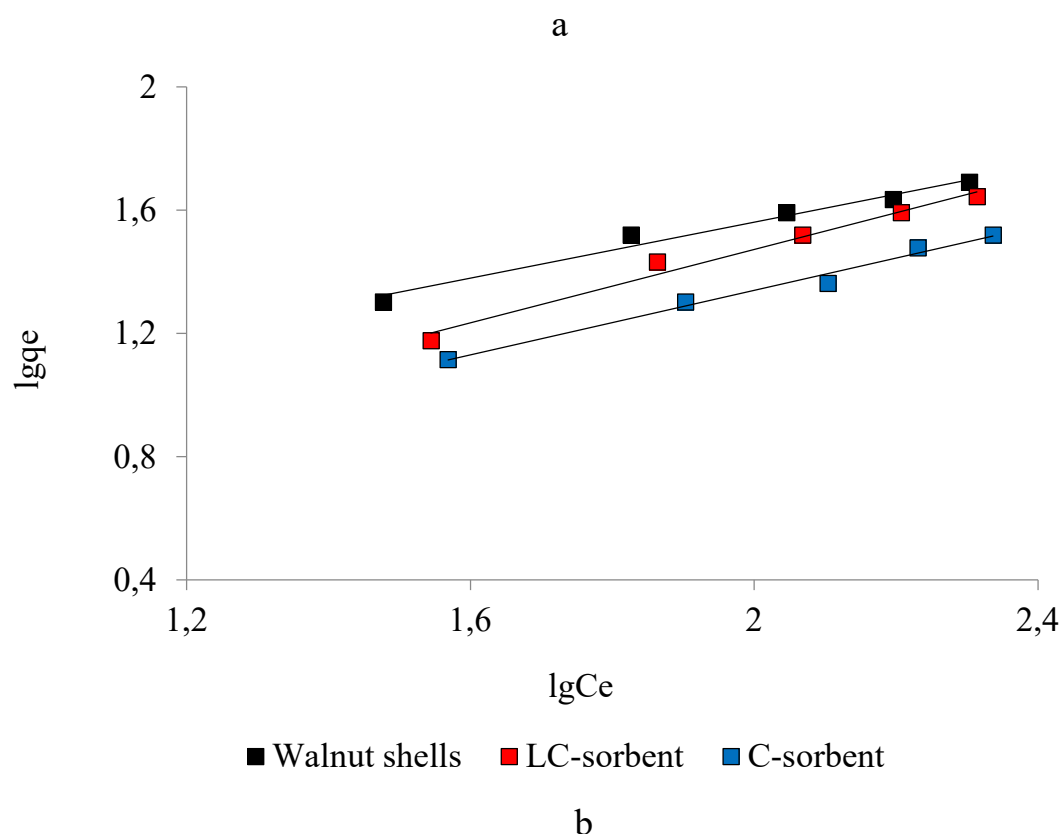 a
2
1,6
1,2
0,8
0,4
lgqe
1,2 1,6 2 2,4
lgCe
Walnut shells LC-sorbent C-sorbent
b